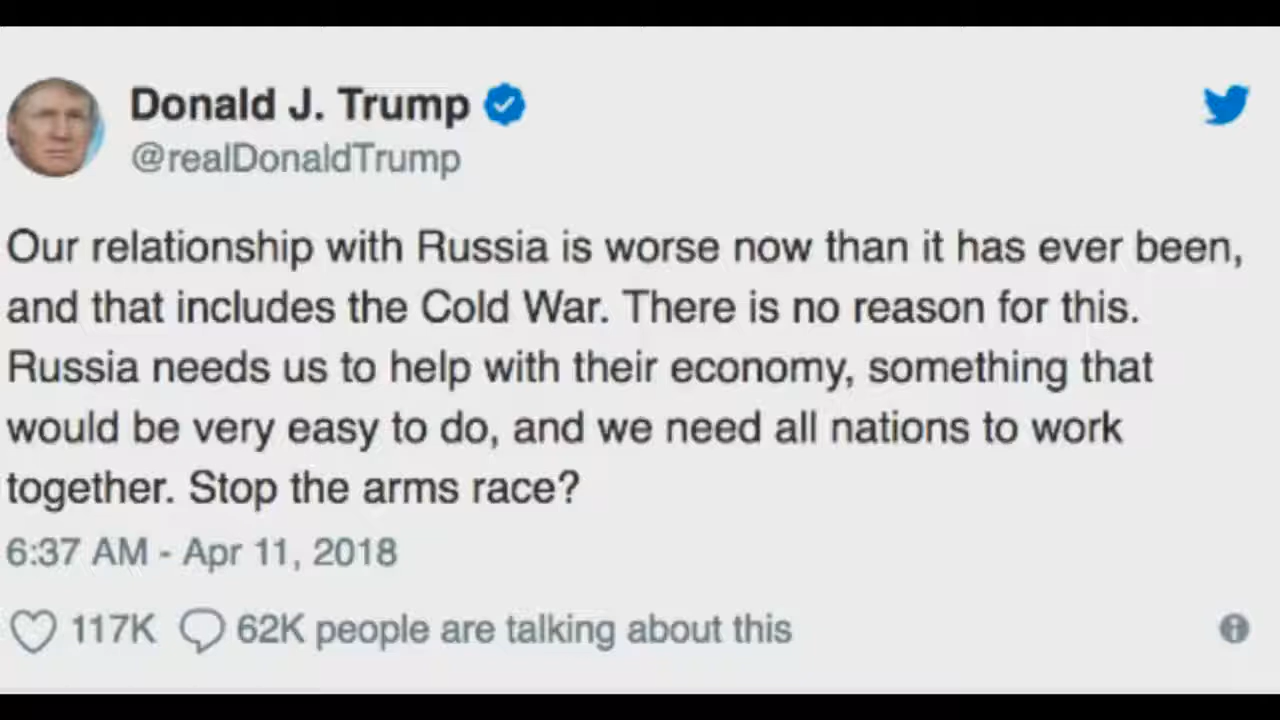 Donald J. Trump
@realDonaldTrump
Our relationship with Russia is worse now than it has ever been,
and that includes the Cold War. There is no reason for this.
Russia needs us to help with their economy, something that
would be very easy to do, and we need all nations to work
together. Stop the arms race?
6:37 AM - Apr 11, 2018
117K 62K people are talking about this